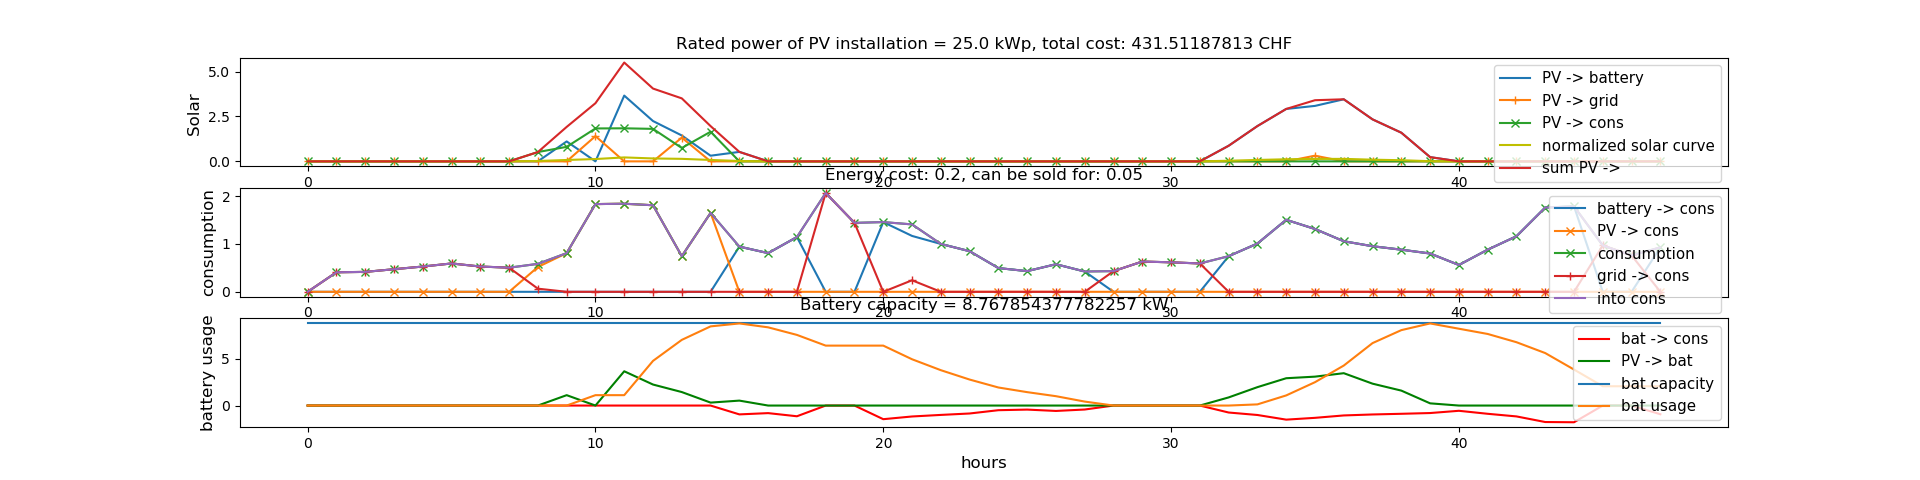 Rated power of PV installation = 25.0 kWp, total cost: 431.51187813 CHF
Solar
5.0
2.5
0.0
PV -> battery
PV -> grid
PV -> cons
normalized solar curve
sum PV ->
0 10 20 30 40
Energy cost: 0.2, can be sold for: 0.05
consumption
2
1
0
battery -> cons
PV -> cons
consumption
grid -> cons
into cons
0 10 20 30 40
Battery capacity = 8.767854377782257 kW
battery usage
5
0
bat -> cons
PV -> bat
bat capacity
bat usage
0 10 20 30 40
hours